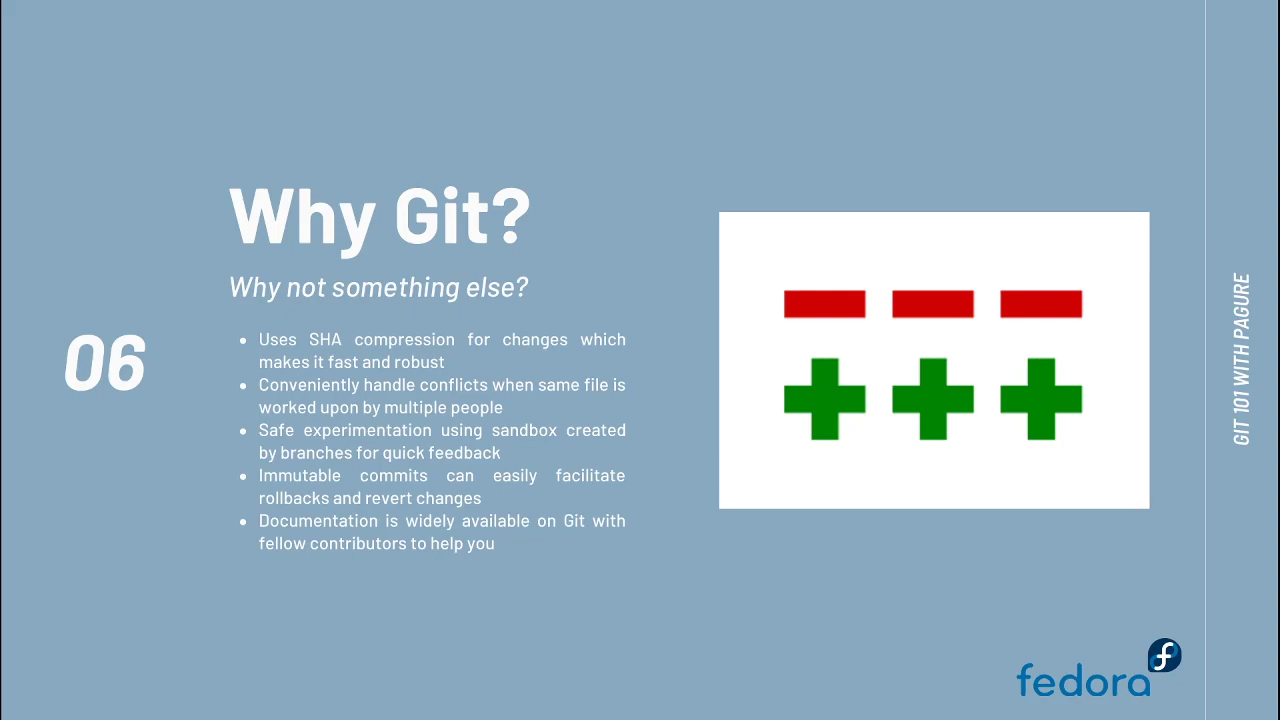 Why Git?
Why not something else?
06
• Uses SHA compression for changes which
makes it fast and robust
• Conveniently handle conflicts when same file is
worked upon by multiple people
• Safe experimentation using sandbox created
by branches for quick feedback
• Immutable commits can easily facilitate
rollbacks and revert changes
• Documentation is widely available on Git with
fellow contributors to help you
GIT 101 WITH PAGURE
fedora